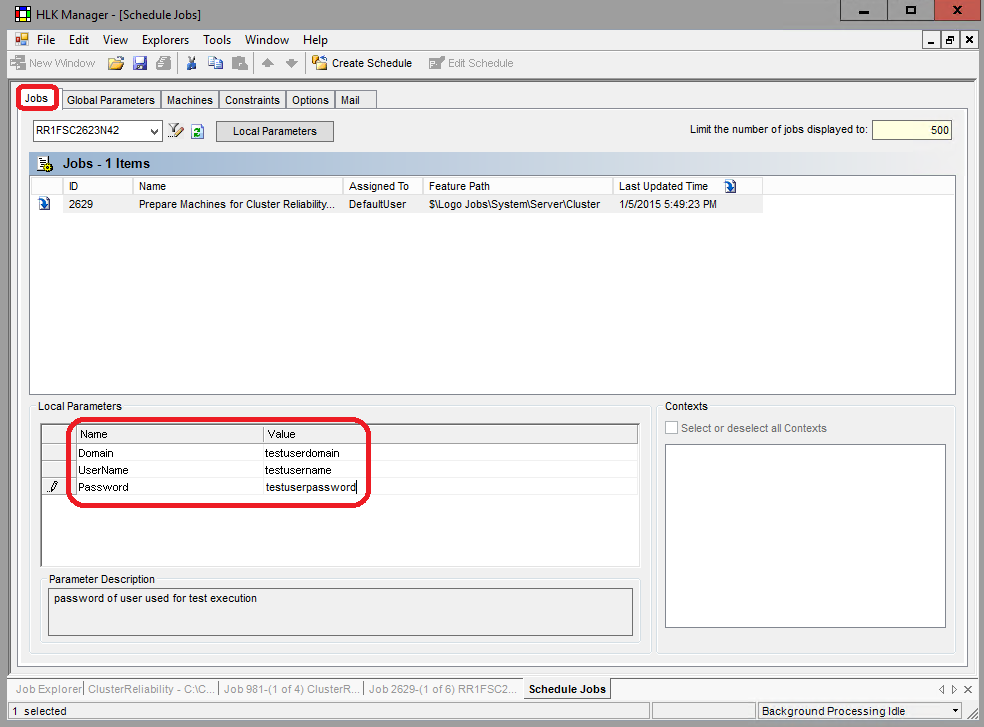 HLK Manager - [Schedule Jobs]
File Edit View Explorers Tools Window Help
New Window Create Schedule Edit Schedule
Jobs Global Parameters Machines Constraints Options Mail
RR1FSC2623N42 Local Parameters Limit the number of jobs displayed to: 500
Jobs - 1 Items
ID Name Assigned To Feature Path Last Updated Time
2629 Prepare Machines for Cluster Reliability... DefaultUser $\Logo Jobs\System\Server\Cluster 1/5/2015 5:49:23 PM
Local Parameters
Name Value
Domain testuserdomain
UserName testusername
Password testuserpassword
Parameter Description
password of user used for test execution
Contexts
Select or deselect all Contexts
Job Explorer ClusterReliability - C:\C... Job 981-(1 of 4) ClusterR... Job 2629-(1 of 6) RR1FSC2... Schedule Jobs
1 selected Background Processing Idle